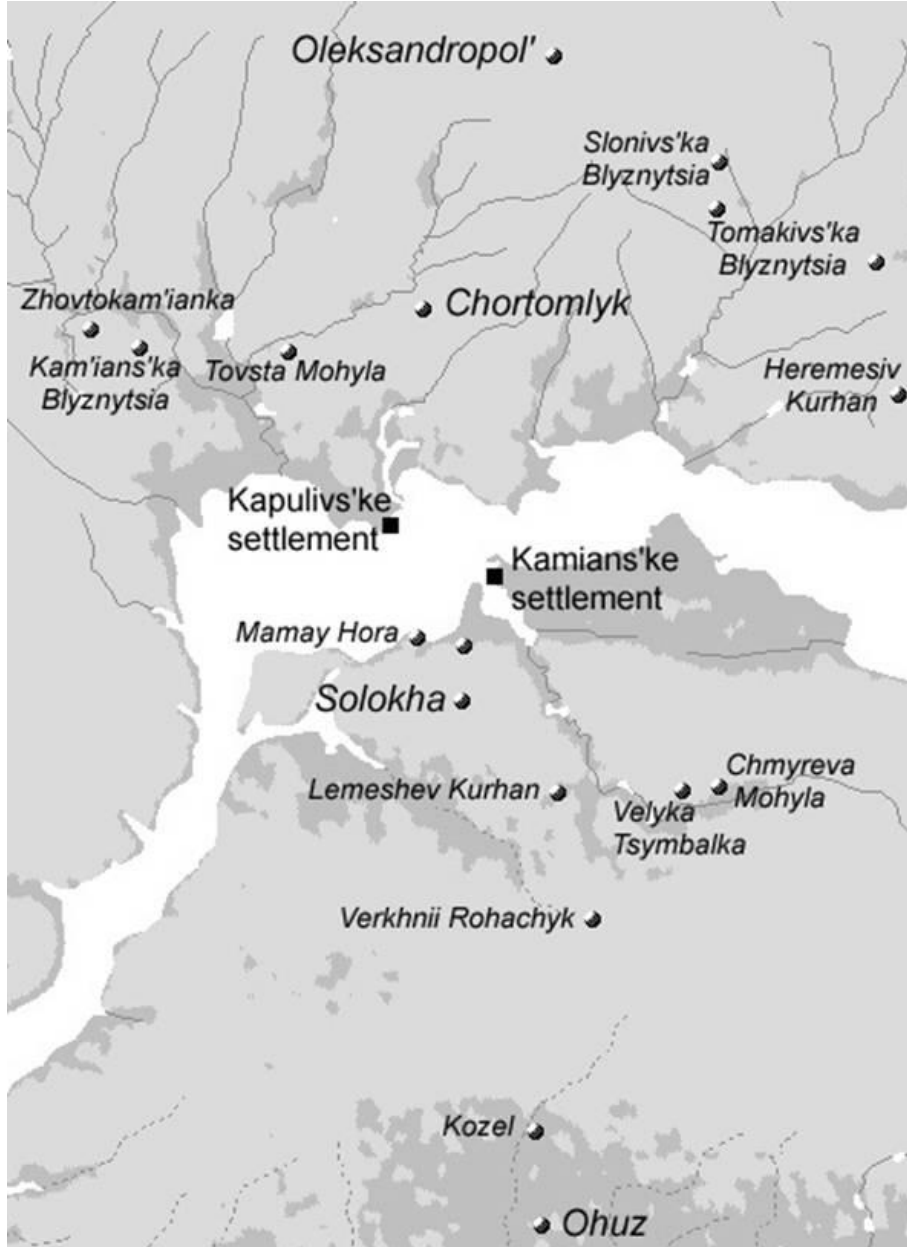 Oleksandropol'
Slonivs'ka
Blyznytsia
Tomakivs'ka
Blyznytsia
Zhovtokam'ianka
Chortomlyk
Kam'ians'ka
Blyznytsia
Tovsta Mohyla
Heremesiv
Kurhan
Kapulivs'ke
settlement
Kamians'ke
settlement
Mamay Hora
Solokha
Lemeshev Kurhan
Chmyreva
Mohyla
Velyka
Tsymbalka
Verkhnii Rohachyk
Kozel
Ohuz